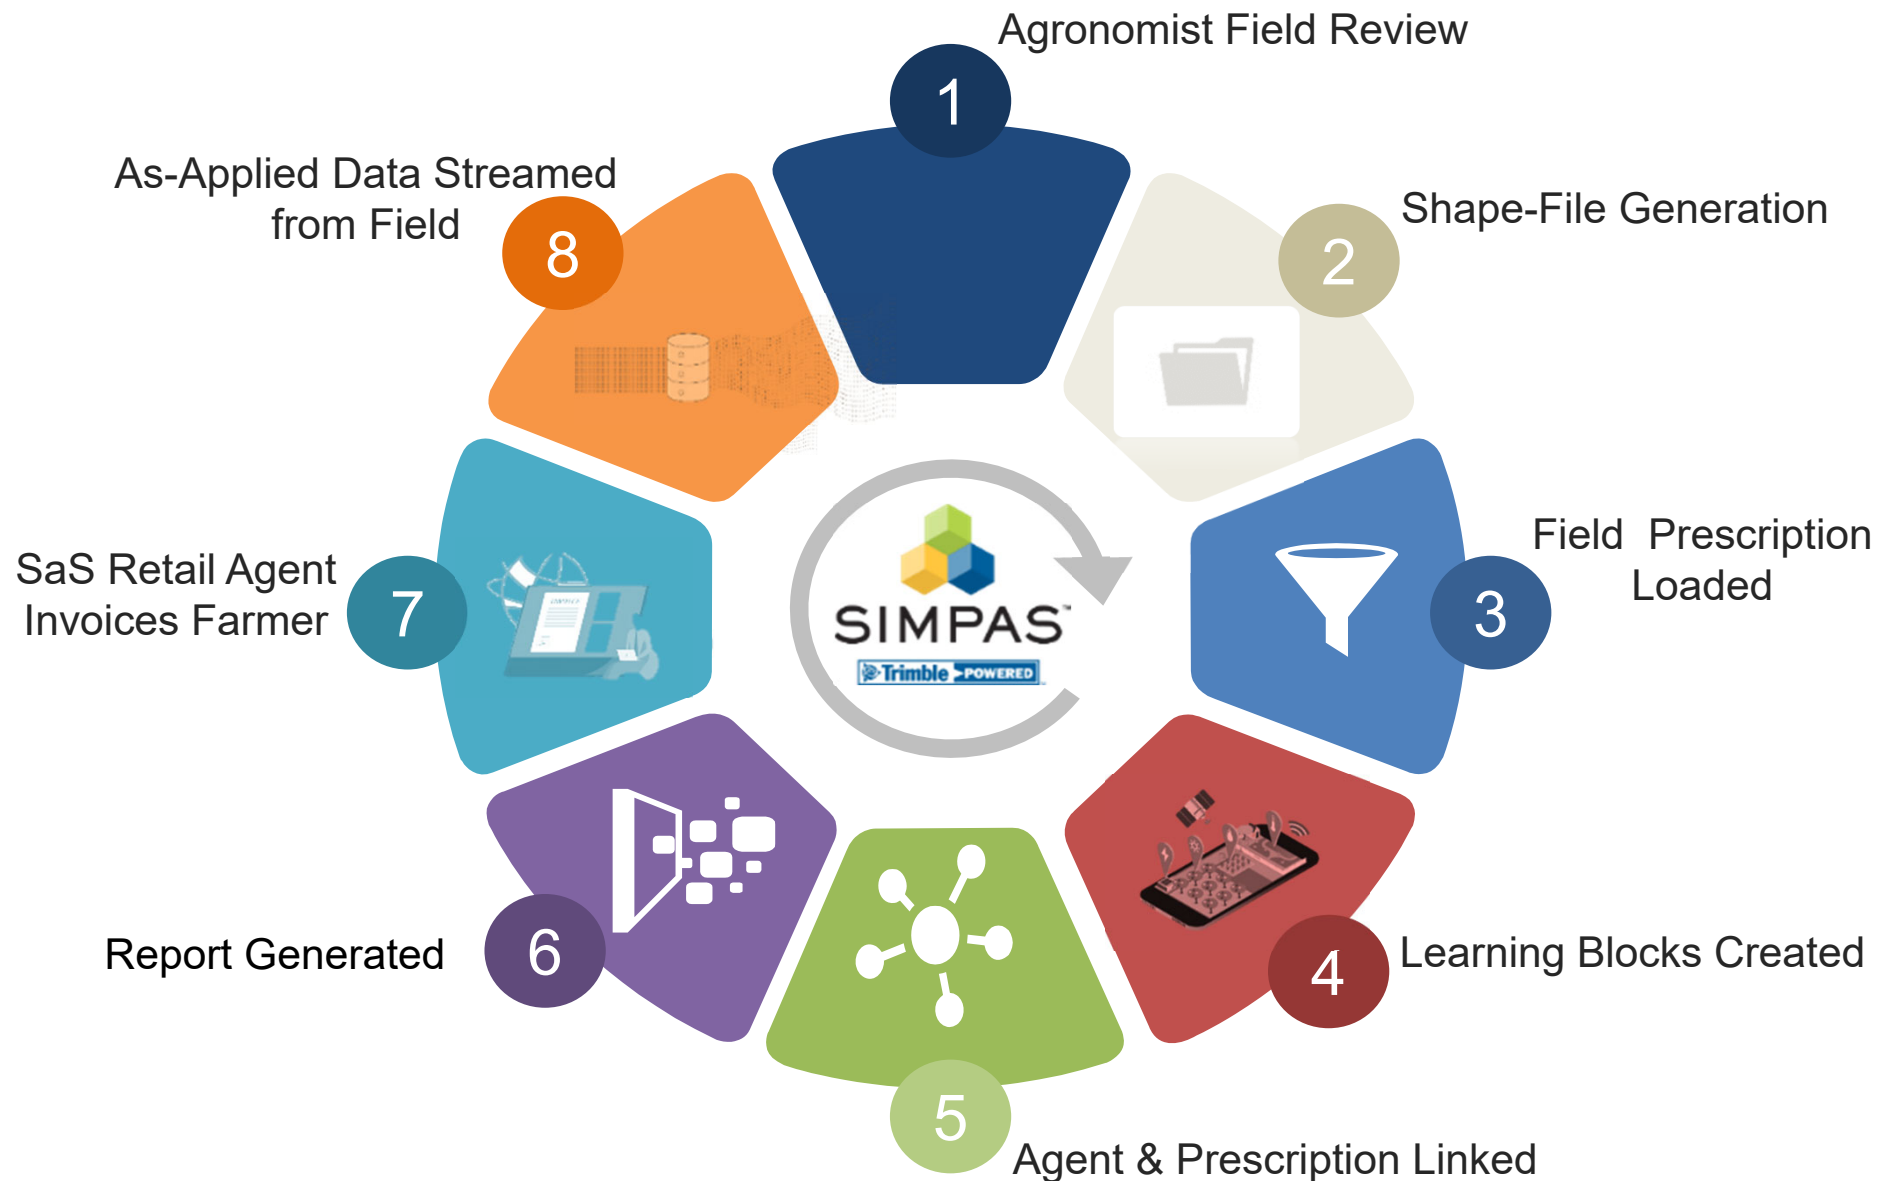 1
Agronomist Field Review
2
Shape-File Generation
3
Field  Prescription
Loaded
4
Learning Blocks Created
5
Agent & Prescription Linked
6
Report Generated
7
SaS Retail Agent
Invoices Farmer
8
As-Applied Data Streamed
from Field
SIMPAS™
Trimble POWERED